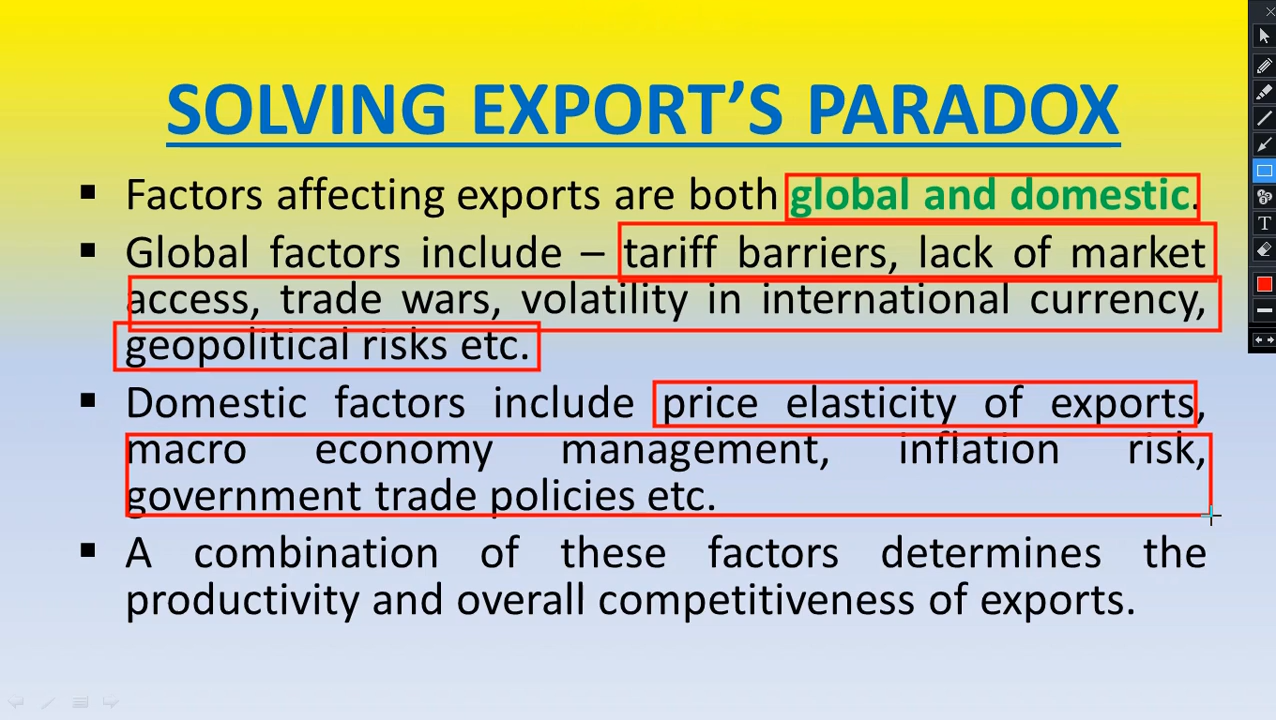 SOLVING EXPORT’S PARADOX
▪ Factors affecting exports are both global and domestic.
▪ Global factors include – tariff barriers, lack of market
access, trade wars, volatility in international currency,
geopolitical risks etc.
▪ Domestic factors include price elasticity of exports,
macro economy management, inflation risk,
government trade policies etc.
▪ A combination of these factors determines the
productivity and overall competitiveness of exports.